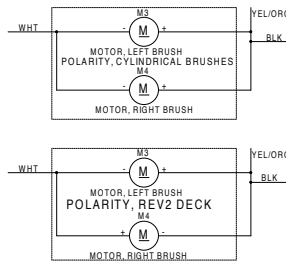 M3
YEL/ORG
WHT
- M +
BLK
MOTOR, LEFT BRUSH
POLARITY, CYLINDRICAL BRUSHES
M4
- M +
MOTOR, RIGHT BRUSH
M3
YEL/ORG
WHT
- M +
BLK
MOTOR, LEFT BRUSH
POLARITY, REV2 DECK
M4
+ M -
MOTOR, RIGHT BRUSH